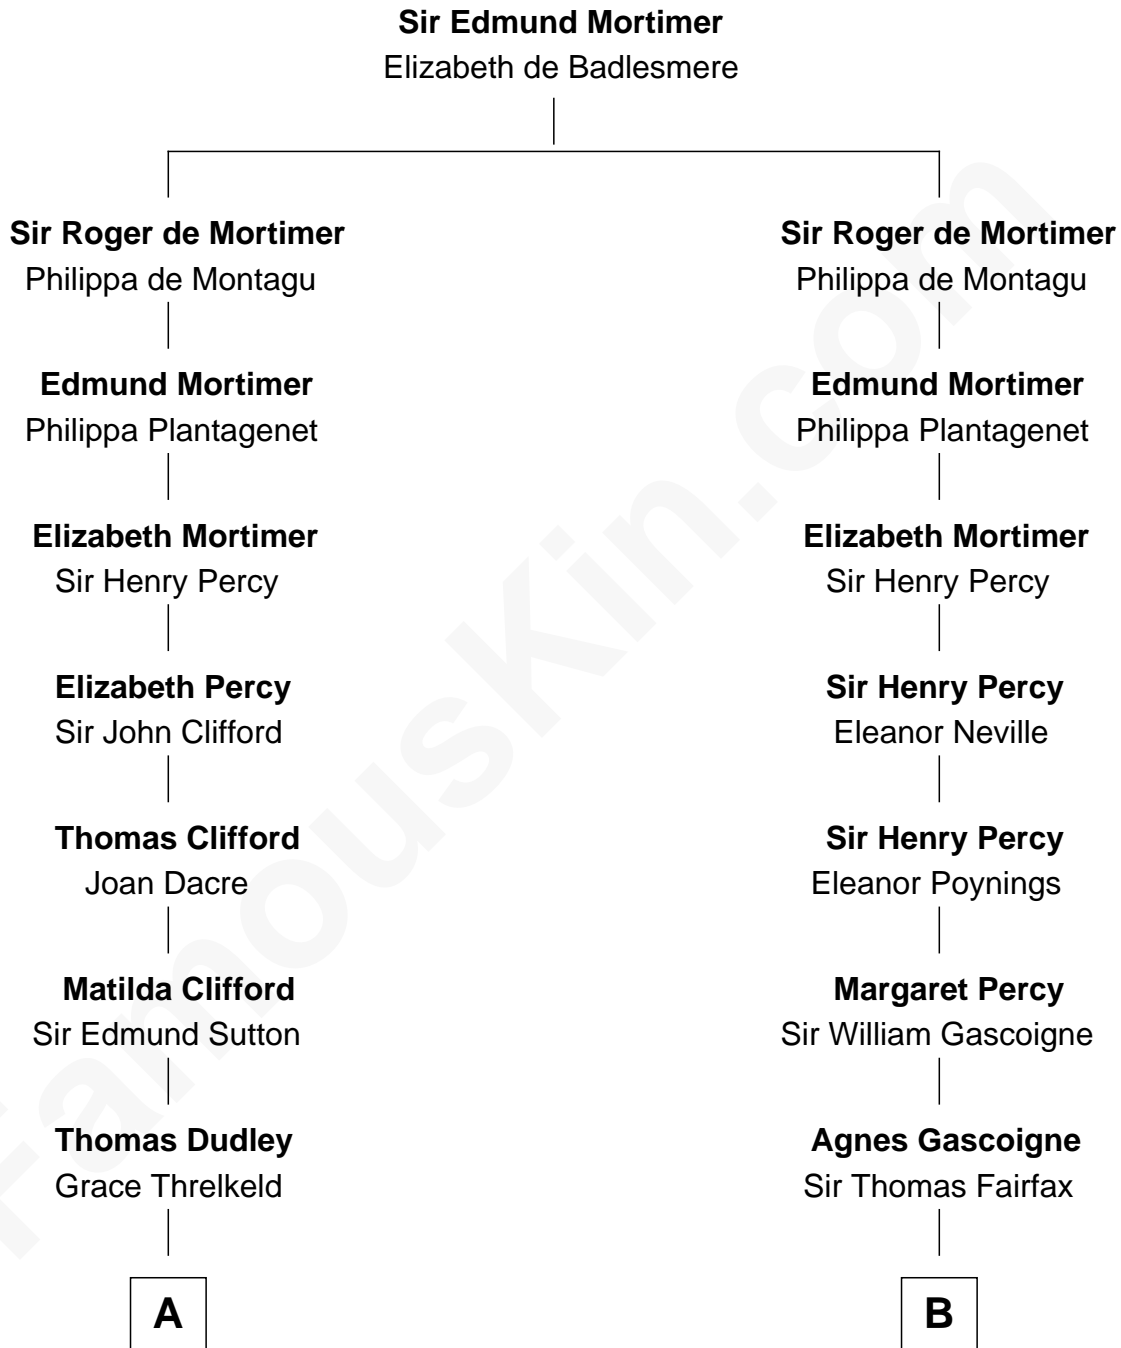 Sir Edmund Mortimer
Elizabeth de Badlesmere
Sir Roger de Mortimer
Philippa de Montagu
Sir Roger de Mortimer
Philippa de Montagu
Edmund Mortimer
Philippa Plantagenet
Edmund Mortimer
Philippa Plantagenet
Elizabeth Mortimer
Sir Henry Percy
Elizabeth Mortimer
Sir Henry Percy
Elizabeth Percy
Sir John Clifford
Sir Henry Percy
Eleanor Neville
Thomas Clifford
Joan Dacre
Sir Henry Percy
Eleanor Poynings
Matilda Clifford
Sir Edmund Sutton
Margaret Percy
Sir William Gascoigne
Thomas Dudley
Grace Threlkeld
Agnes Gascoigne
Sir Thomas Fairfax
A
B
FamousKin.com